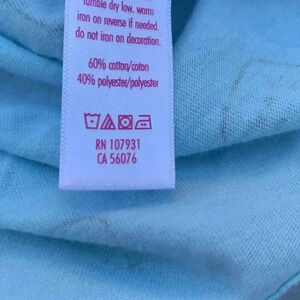 tumble dry low. warm
iron on reverse if needed.
do not iron on decoration.
60% cotton/coton
40% polyester/polyester
RN 107931
CA 56076